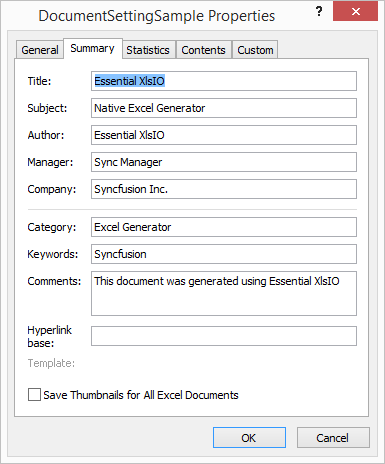 DocumentSettingSample Properties ? ×
General Summary Statistics Contents Custom
Title: Essential XlsIO
Subject: Native Excel Generator
Author: Essential XlsIO
Manager: Sync Manager
Company: Syncfusion Inc.
Category: Excel Generator
Keywords: Syncfusion
Comments: This document was generated using Essential XlsIO
Hyperlink
base:
Template:
Save Thumbnails for All Excel Documents
OK Cancel